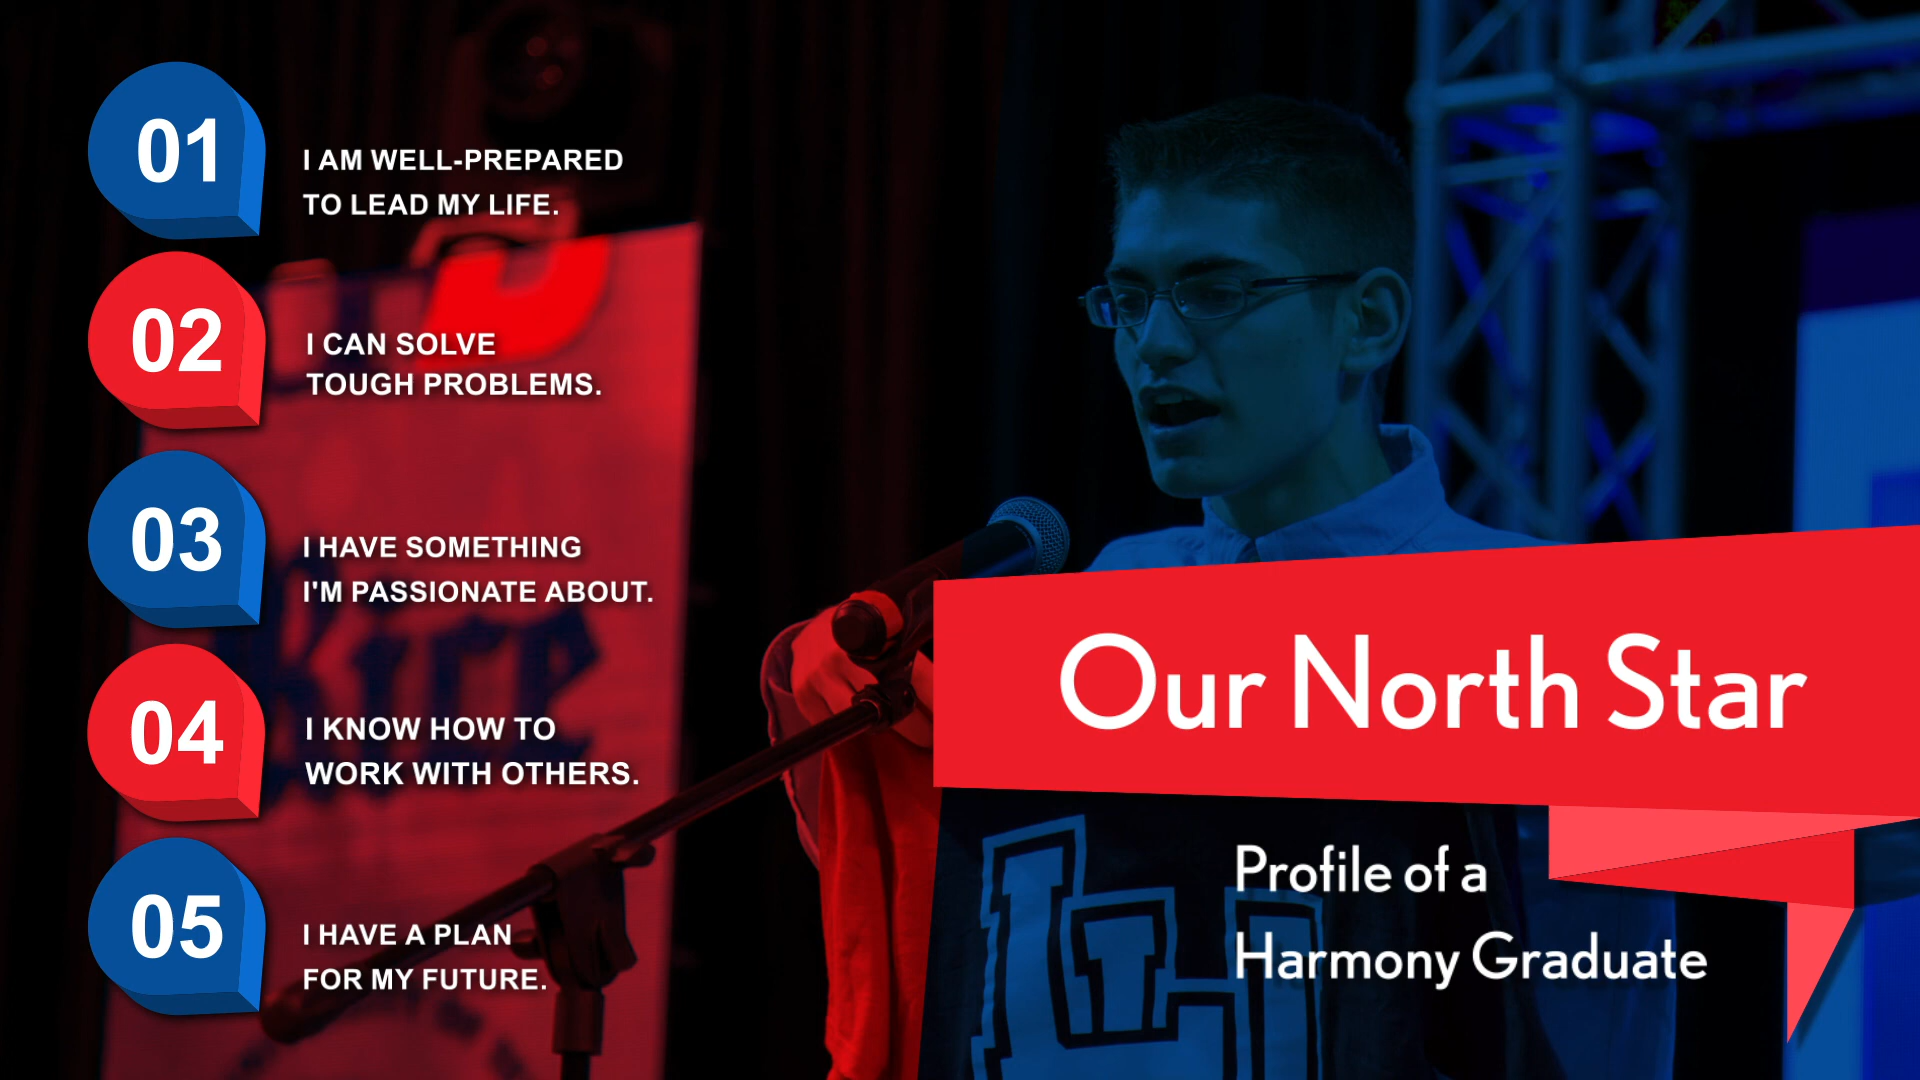 01
I AM WELL-PREPARED
TO LEAD MY LIFE.
02
I CAN SOLVE
TOUGH PROBLEMS.
03
I HAVE SOMETHING
I'M PASSIONATE ABOUT.
04
I KNOW HOW TO
WORK WITH OTHERS.
05
I HAVE A PLAN
FOR MY FUTURE.
Our North Star
Profile of a
Harmony Graduate
Rice